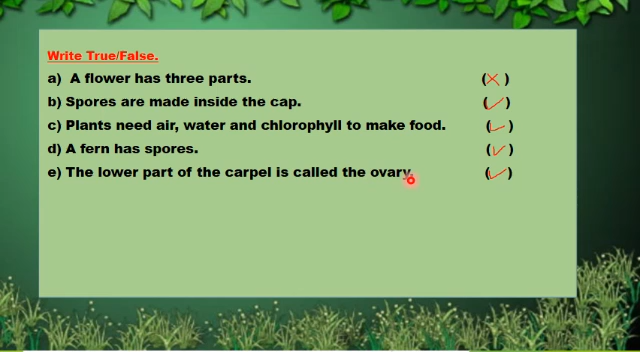 Write True/False.
a) A flower has three parts. (✗)
b) Spores are made inside the cap. (✓)
c) Plants need air, water and chlorophyll to make food. (✓)
d) A fern has spores. (✓)
e) The lower part of the carpel is called the ovary. (✓)